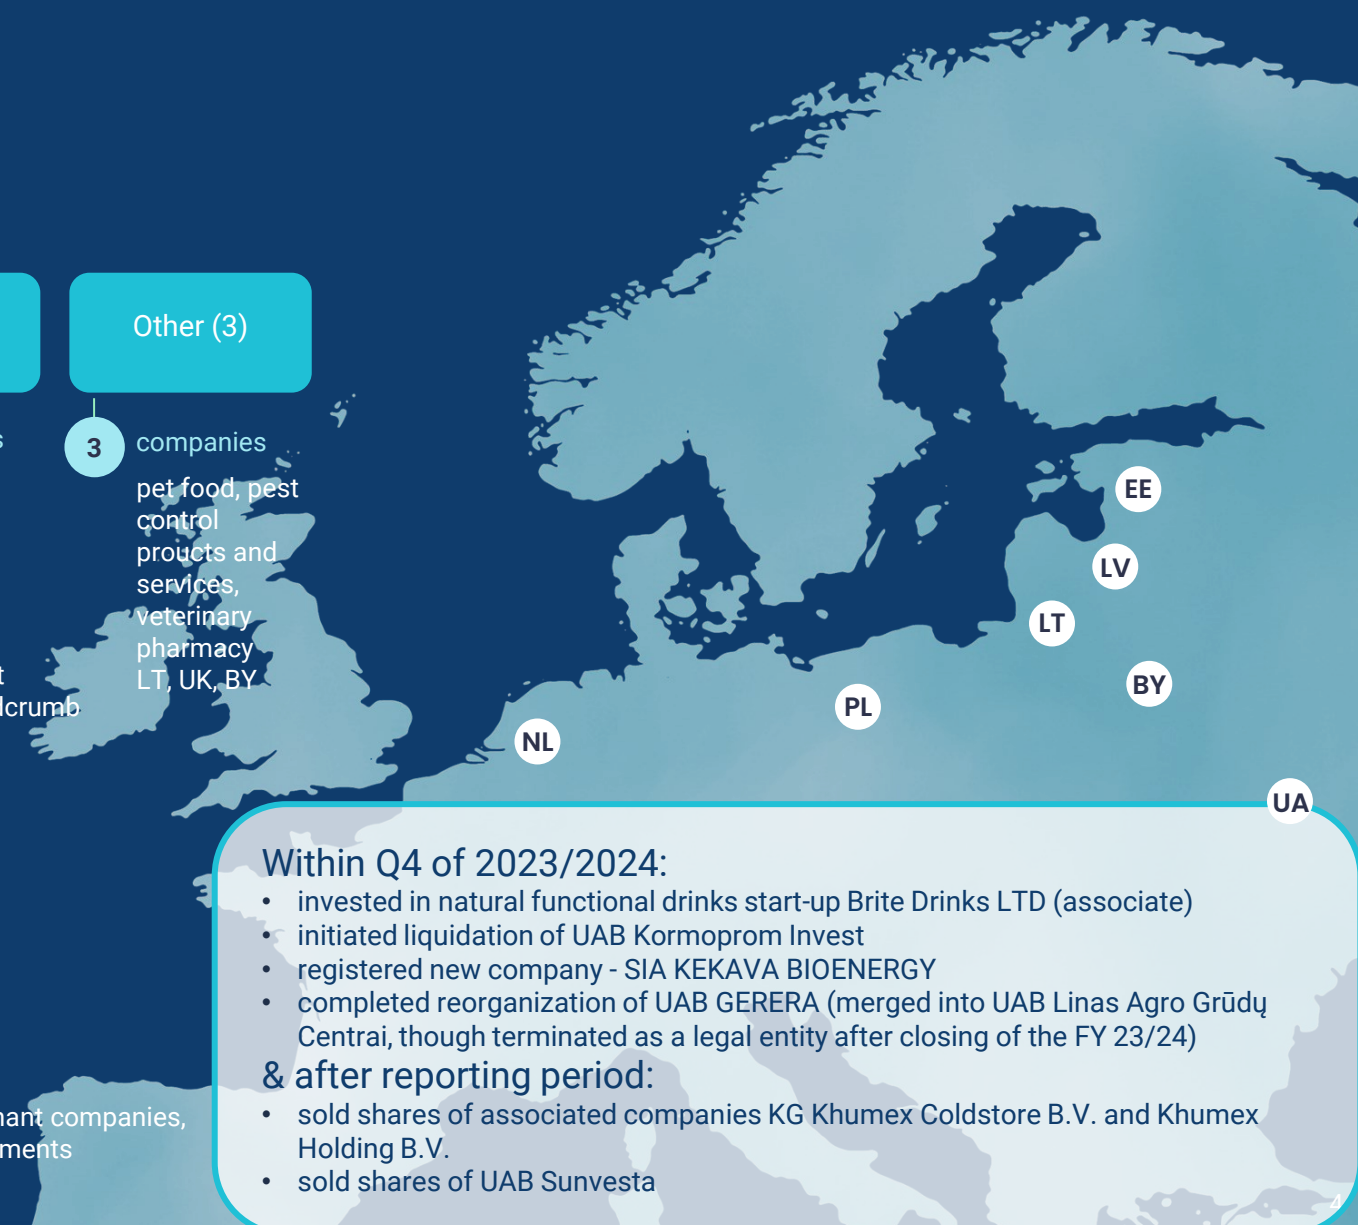 Other (3)
3
companies
pet food, pest
control
proucts and
services,
veterinary
pharmacy
LT, UK, BY
EE
LV
LT
BY
PL
NL
UA
Within Q4 of 2023/2024:
• invested in natural functional drinks start-up Brite Drinks LTD (associate)
• initiated liquidation of UAB Kormoprom Invest
• registered new company - SIA KEKAVA BIOENERGY
• completed reorganization of UAB GERERA (merged into UAB Linas Agro Grūdų
Centrai, though terminated as a legal entity after closing of the FY 23/24)
& after reporting period:
• sold shares of associated companies KG Khumex Coldstore B.V. and Khumex
Holding B.V.
• sold shares of UAB Sunvesta
companies,
4